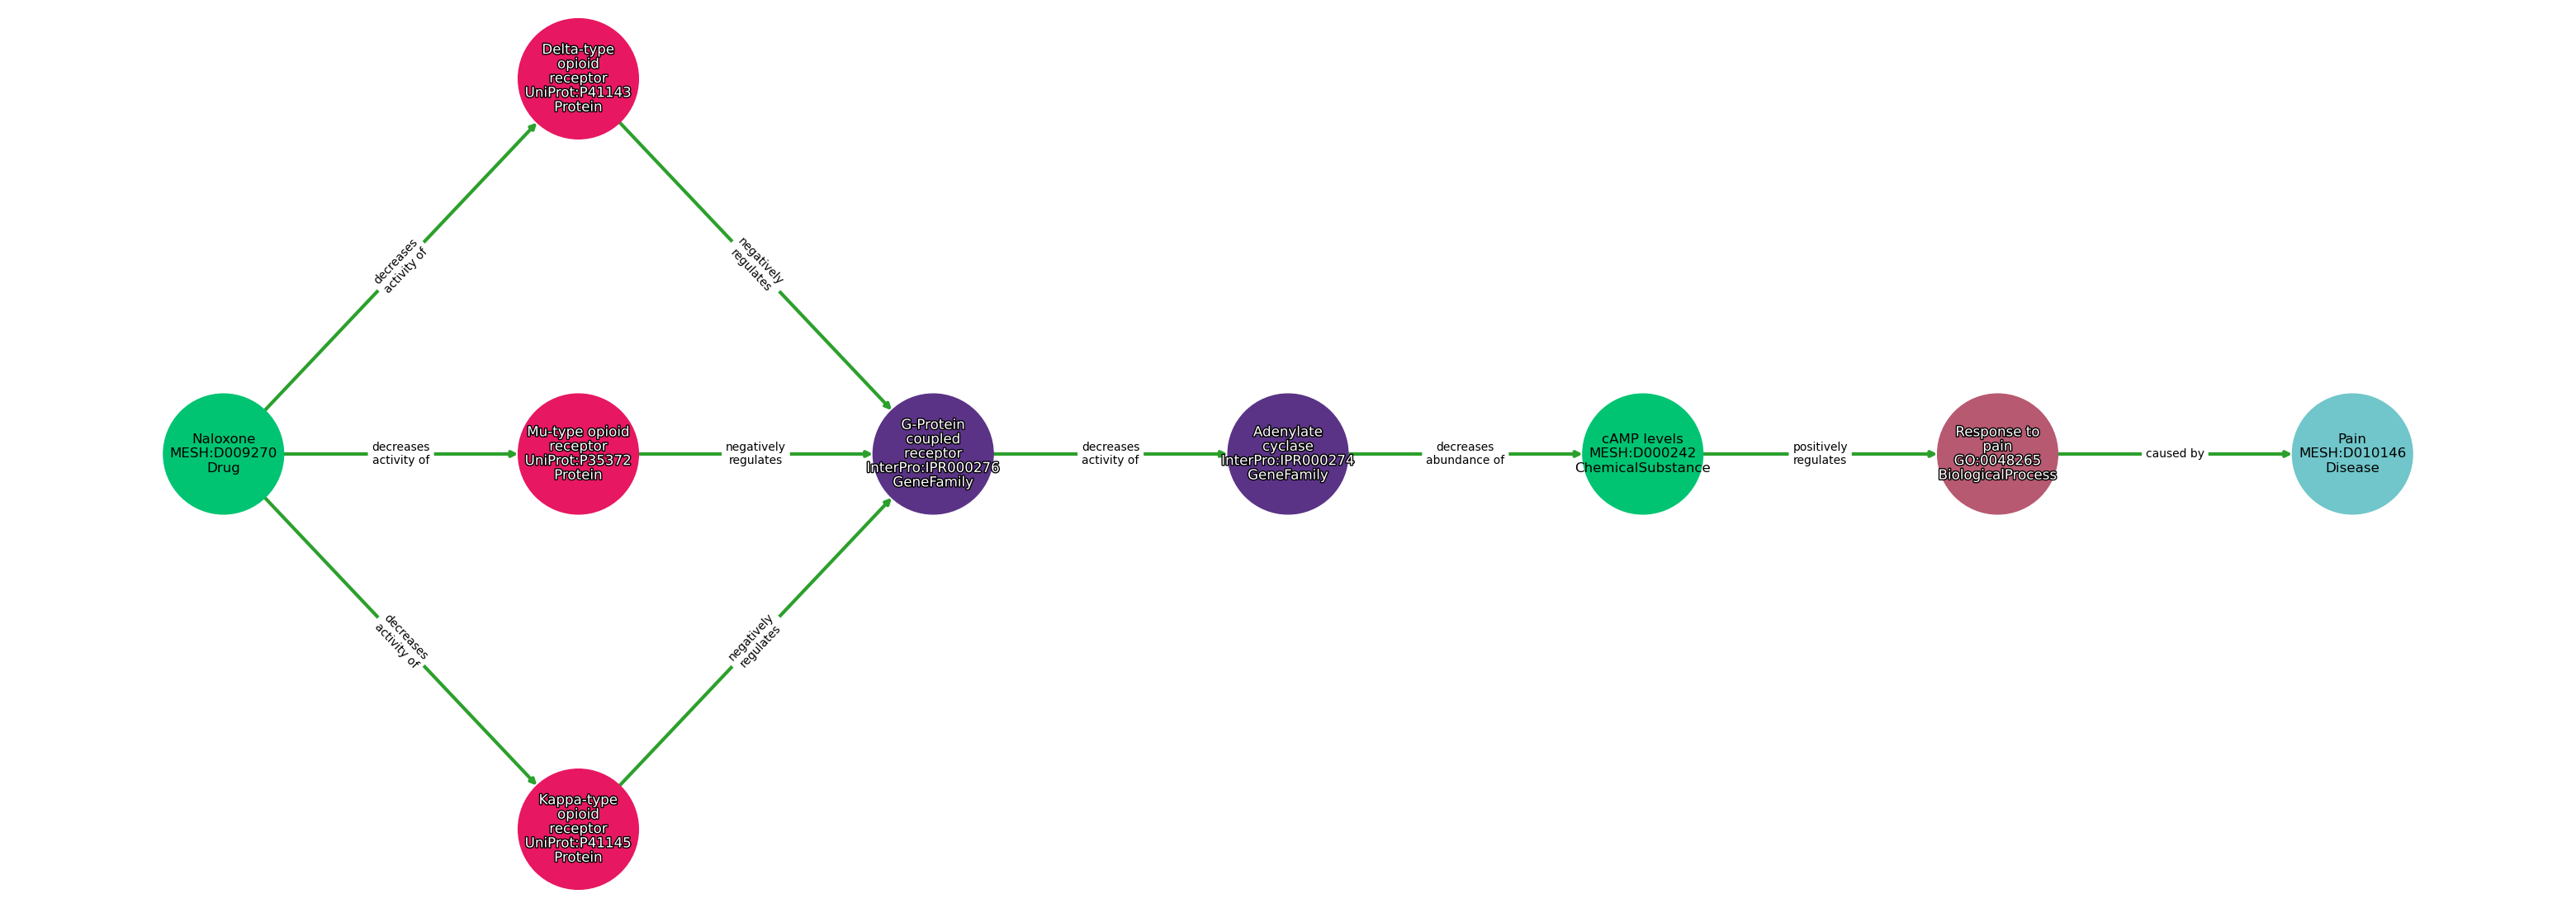 Delta-type
opioid
receptor
UniProt:P41143
Protein
decreases
activity of
negatively
regulates
Naloxone
MESH:D009270
Drug
decreases
activity of
Mu-type opioid
receptor
UniProt:P35372
Protein
negatively
regulates
G-Protein
coupled
receptor
InterPro:IPR000276
GeneFamily
decreases
activity of
Adenylate
cyclase
InterPro:IPR000274
GeneFamily
decreases
abundance of
cAMP levels
MESH:D000242
ChemicalSubstance
positively
regulates
Response to
pain
GO:0048265
BiologicalProcess
caused by
Pain
MESH:D010146
Disease
decreases
activity of
negatively
regulates
Kappa-type
opioid
receptor
UniProt:P41145
Protein